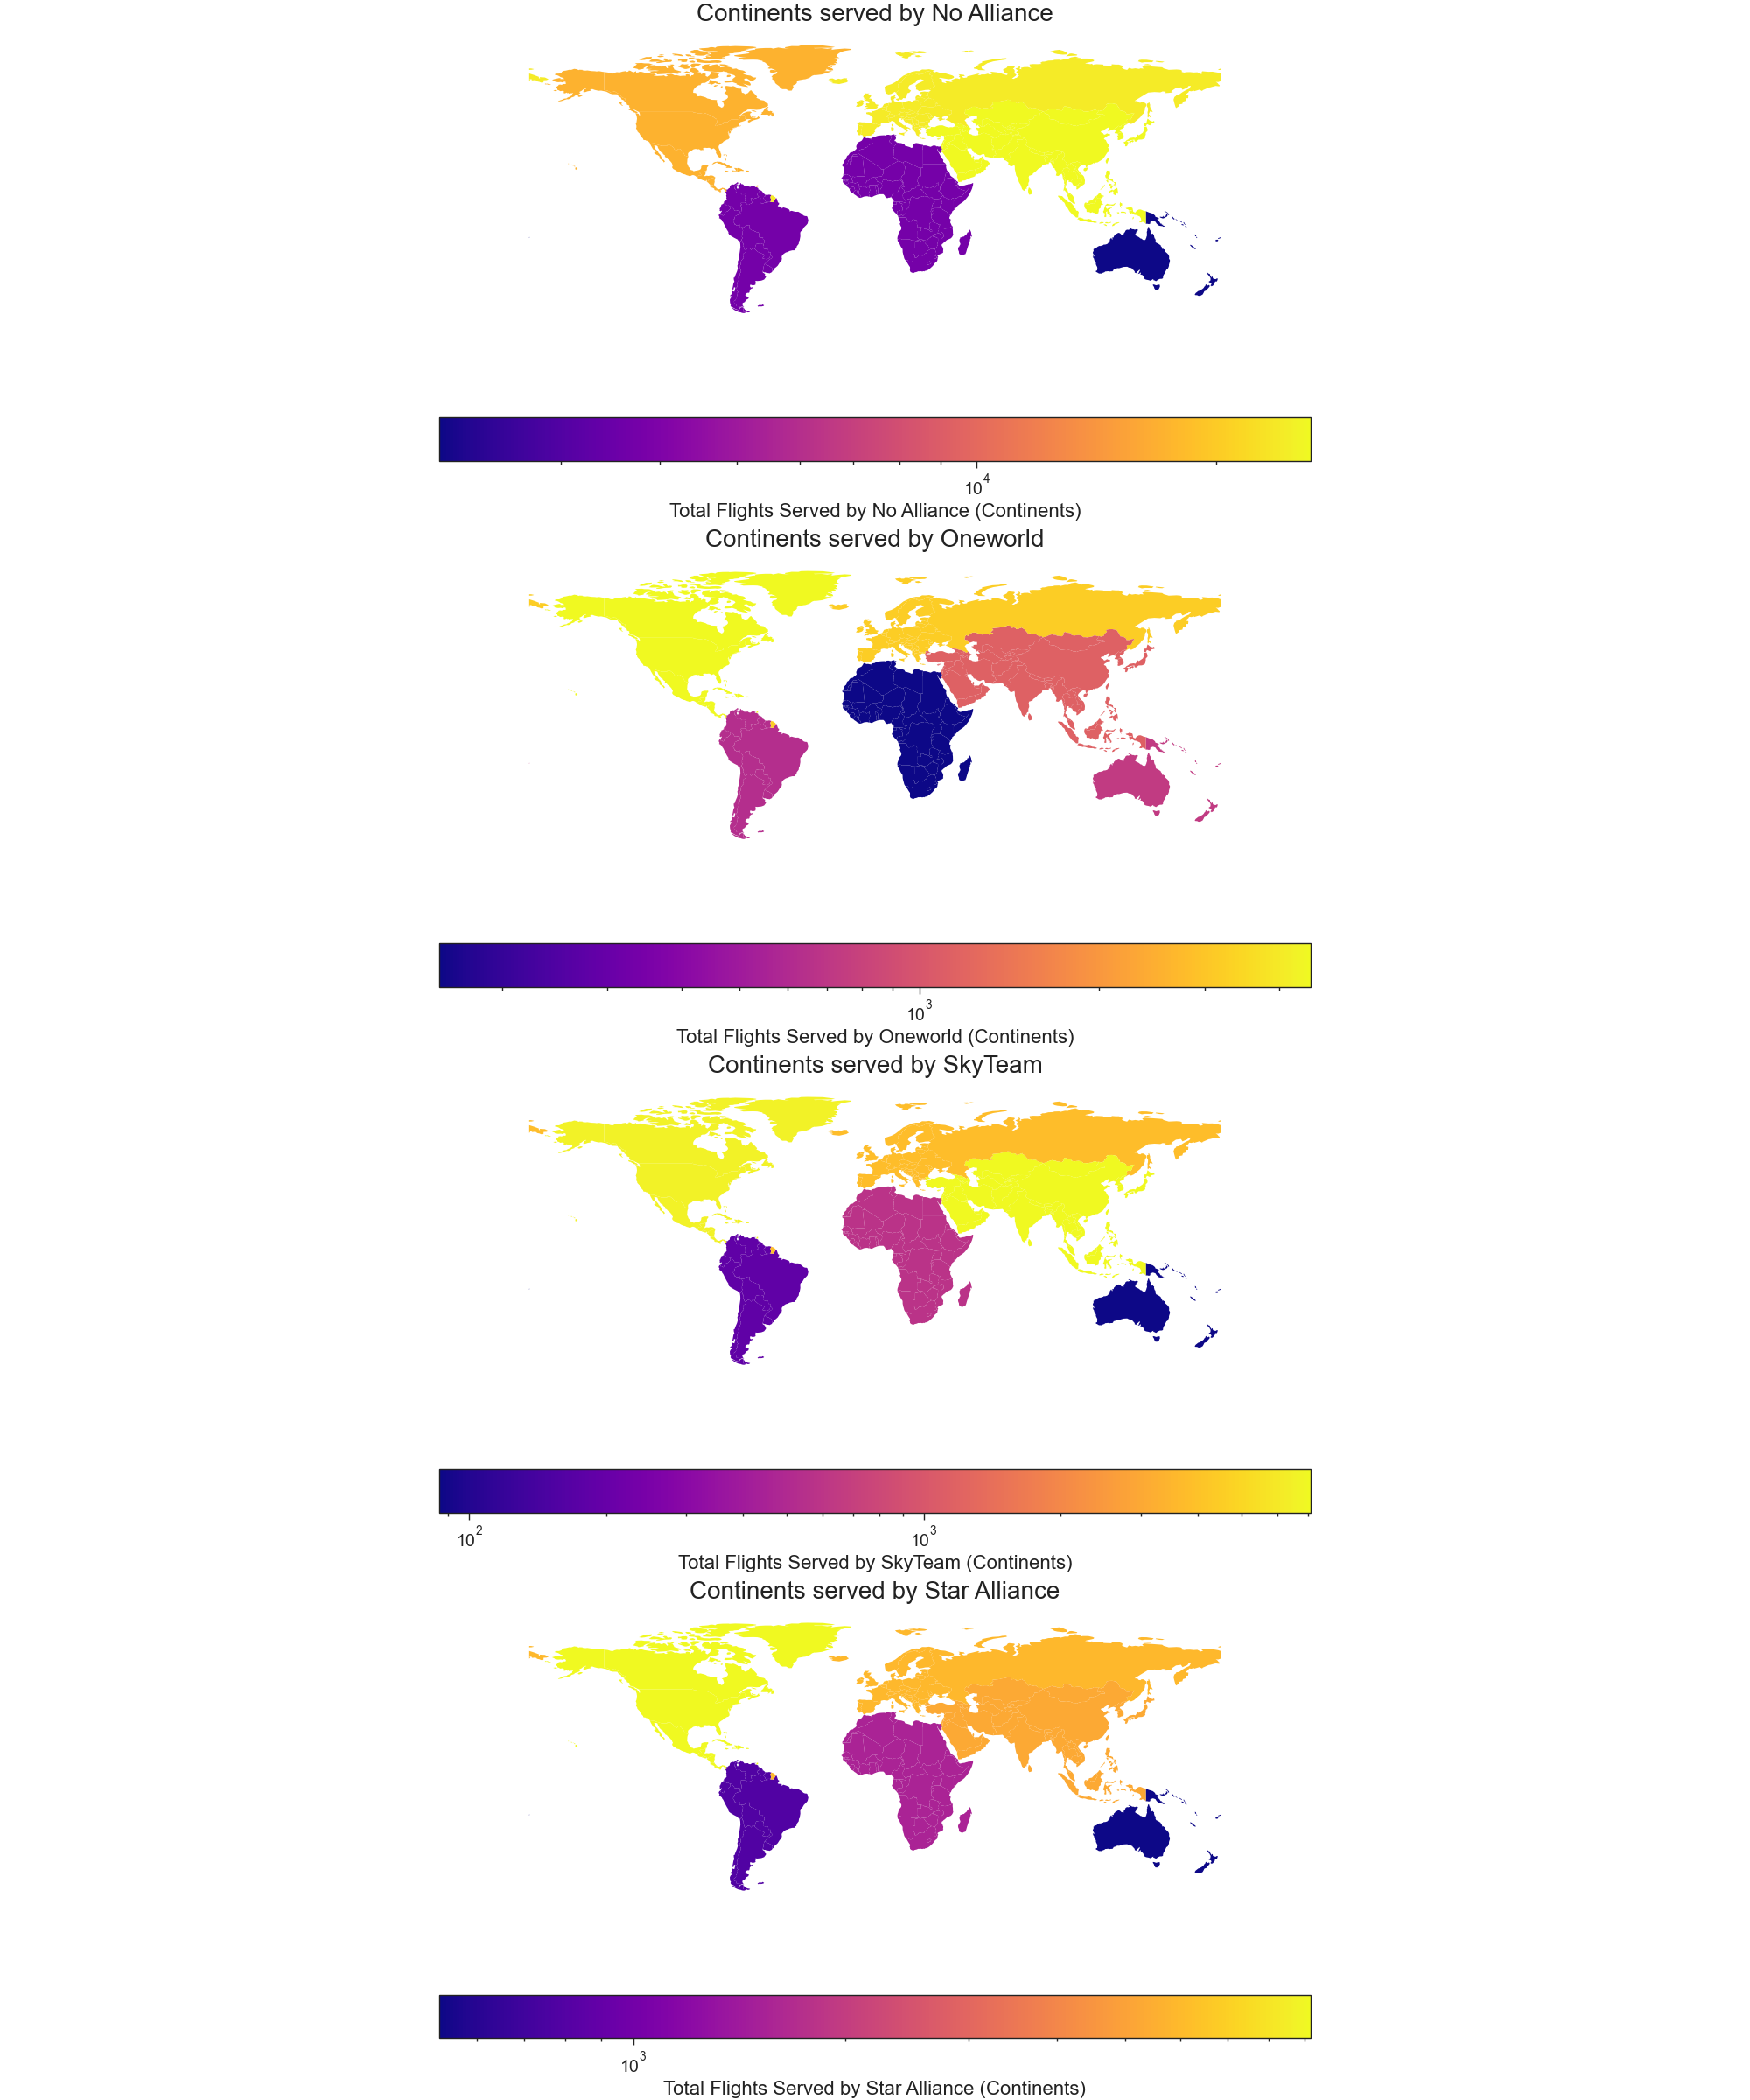 Continents served by No Alliance
10^4
Total Flights Served by No Alliance (Continents)
Continents served by Oneworld
10^3
Total Flights Served by Oneworld (Continents)
Continents served by SkyTeam
10^2 10^3
Total Flights Served by SkyTeam (Continents)
Continents served by Star Alliance
10^3
Total Flights Served by Star Alliance (Continents)